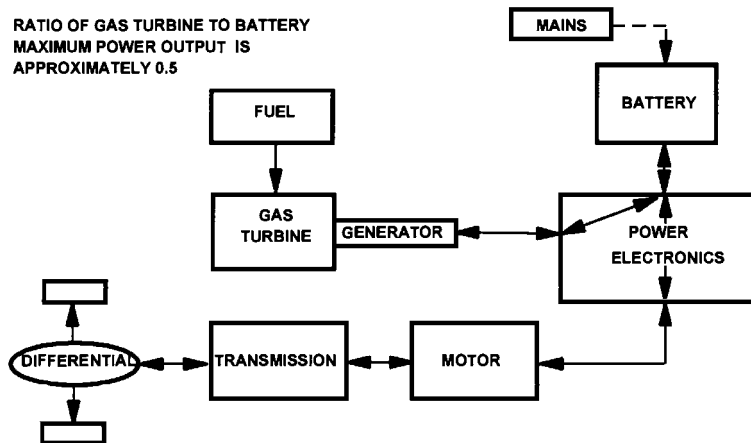 RATIO OF GAS TURBINE TO BATTERY
MAXIMUM POWER OUTPUT IS
APPROXIMATELY 0.5
MAINS
BATTERY
FUEL
GAS
TURBINE
GENERATOR
POWER
ELECTRONICS
DIFFERENTIAL
TRANSMISSION
MOTOR